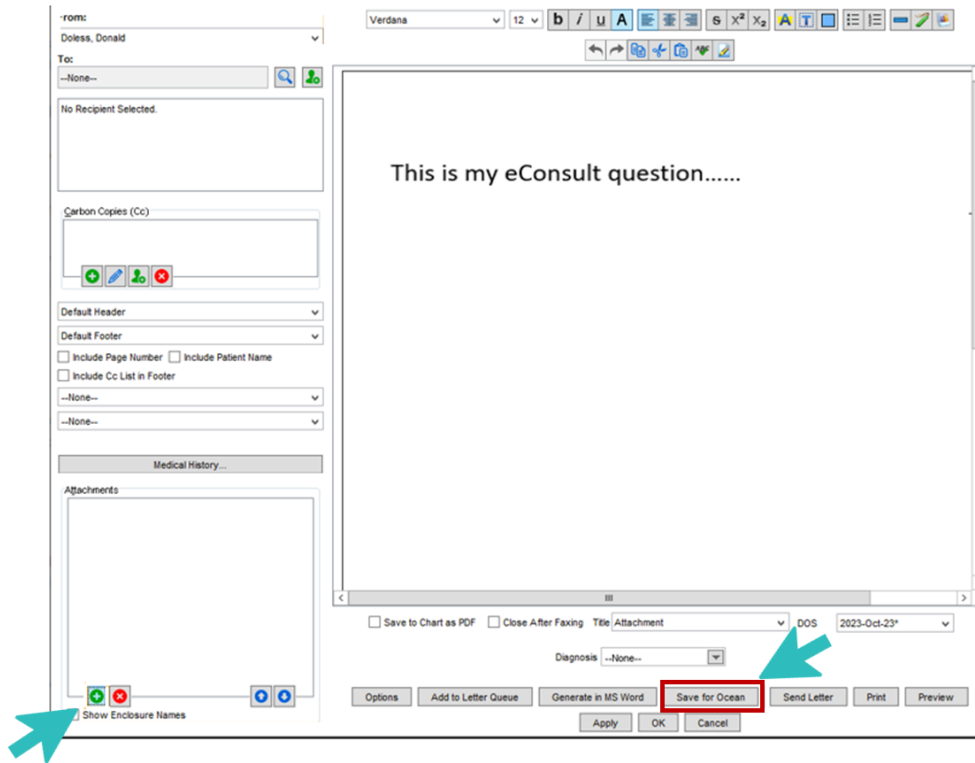 rom:
Doless, Donald
To:
--None--
No Recipient Selected.
Carbon Copies (Cc)
Default Header
Default Footer
Include Page Number Include Patient Name
Include Cc List in Footer
--None--
--None--
Medical History...
Attachments
Show Enclosure Names
Verdana 12 b i u A S X² X₂ A T
ABC
This is my eConsult question......
Save to Chart as PDF Close After Faxing Title Attachment DOS 2023-Oct-23*
Diagnosis --None--
Options Add to Letter Queue Generate in MS Word Save for Ocean Send Letter Print Preview
Apply OK Cancel